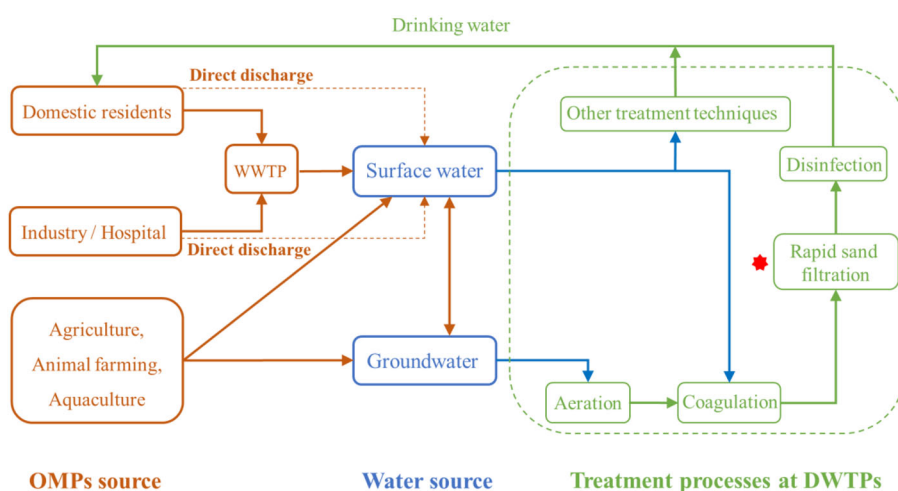 Drinking water
Direct discharge
Domestic residents
Other treatment techniques
WWTP
Surface water
Disinfection
Industry / Hospital
Direct discharge
Rapid sand
filtration
Agriculture,
Animal farming,
Aquaculture
Groundwater
Aeration
Coagulation
OMPs source
Water source
Treatment processes at DWTPs